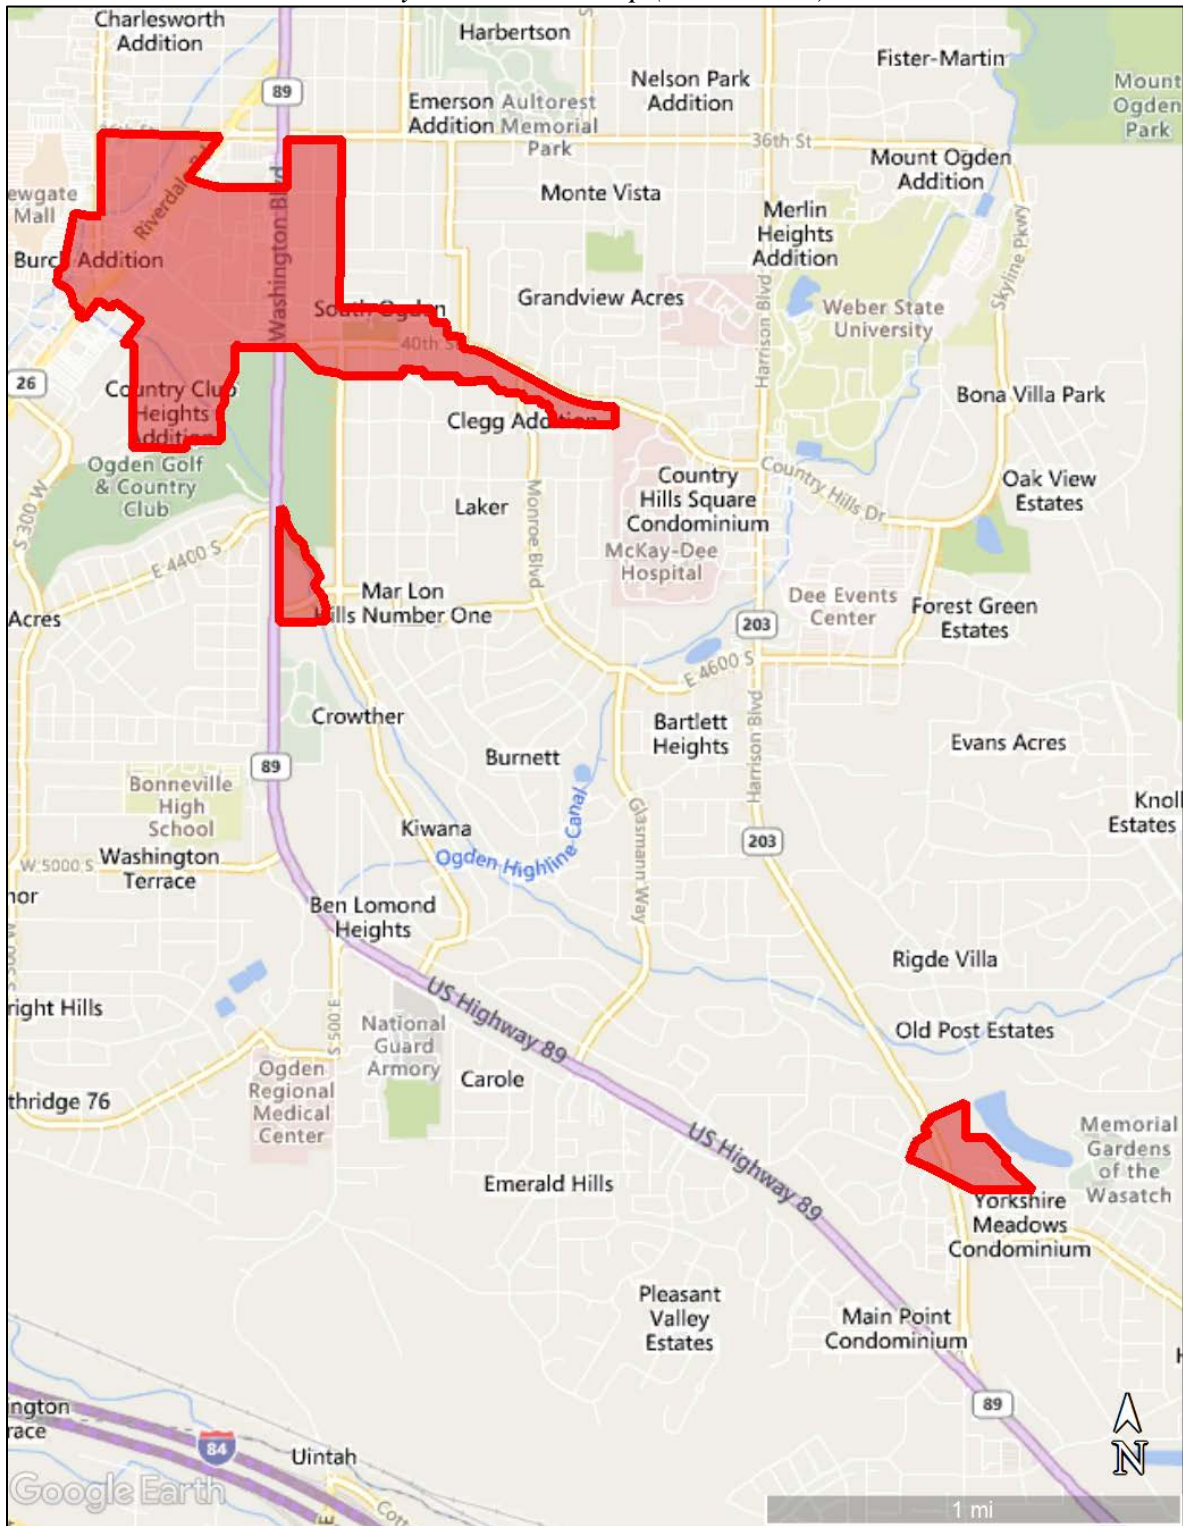 Charlesworth
Addition
Harbertson
Fister-Martin
89
Nelson Park
Addition
Mount
Ogden
Park
Emerson
Addition
Aultorest
Memorial
Park
36th St
Mount Ogden
Addition
ewgate
Mall
Riverdale Rd
Washington Blvd
Monte Vista
Merlin
Heights
Addition
Skyline Pkwy
Burch Addition
South Ogden
Grandview Acres
Harrison Blvd
Weber State
University
40th St
26
Country Club
Heights
Addition
Clegg Addition
Bona Villa Park
Ogden Golf
& Country
Club
S 300 W
Laker
Monroe Blvd
Country
Hills Square
Condominium
Country Hills Dr
Oak View
Estates
E 4400 S
McKay-Dee
Hospital
Acres
Mar Lon
Hills Number One
Dee Events
Center
Forest Green
Estates
203
E 4600 S
Crowther
Bartlett
Heights
Harrison Blvd
Evans Acres
89
Burnett
Bonneville
High
School
Knoll
Estates
Kiwana
Ogden Highline Canal
Glasmann Way
203
W 5000 S
Washington
Terrace
nor
Ben Lomond
Heights
Rigde Villa
right Hills
S 500 E
US Highway 89
National
Guard
Armory
Old Post Estates
Ogden
Regional
Medical
Center
Carole
thridge 76
US Highway 89
Memorial
Gardens
of the
Wasatch
Emerald Hills
Yorkshire
Meadows
Condominium
Pleasant
Valley
Estates
Main Point
Condominium
89
ington
rrace
84
Uintah
N
Google Earth
1 mi